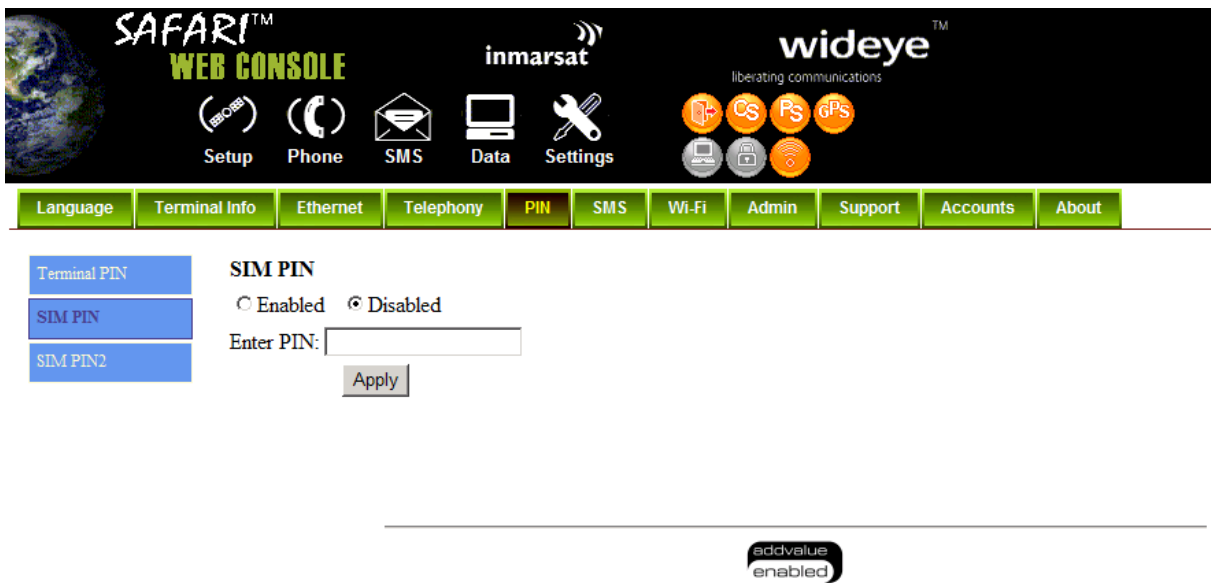 SAFARI™
WEB CONSOLE
inmarsat
wideye™
liberating communications
Setup Phone SMS Data Settings
CS PS GPS
Language Terminal Info Ethernet Telephony PIN SMS Wi-Fi Admin Support Accounts About
Terminal PIN
SIM PIN
SIM PIN2
SIM PIN
Enabled Disabled
Enter PIN:
Apply
addvalue
enabled